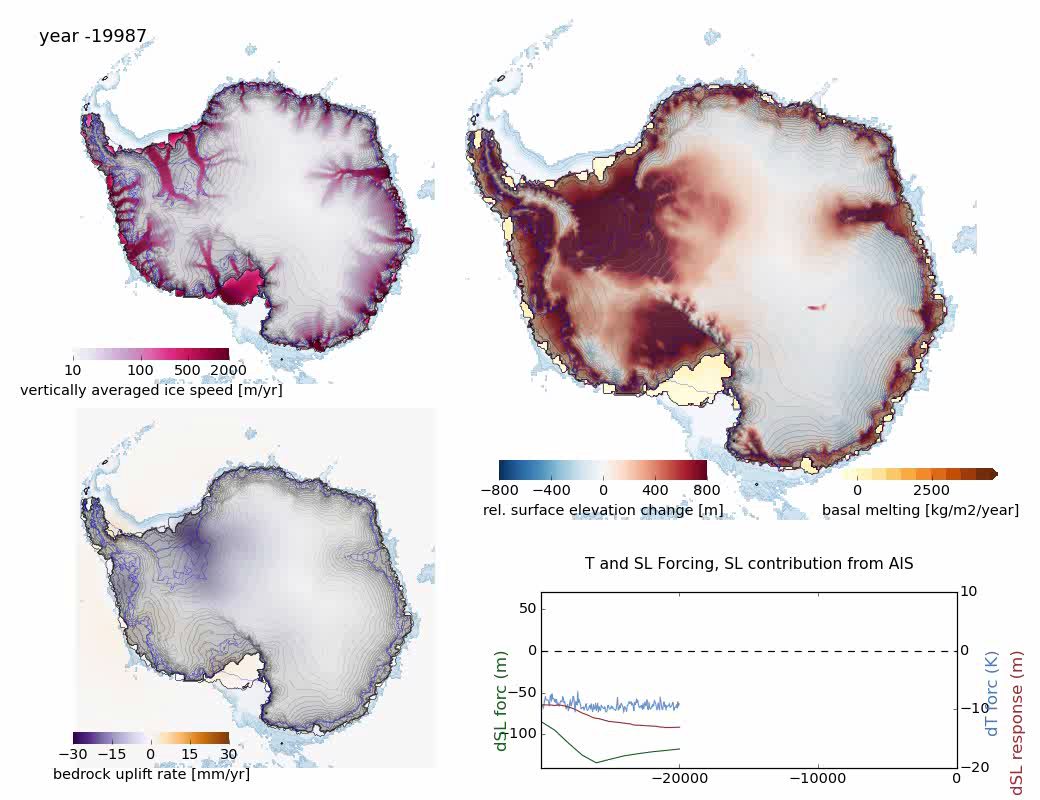 year -19987
10 100 500 2000
vertically averaged ice speed [m/yr]
−800 −400 0 400 800
rel. surface elevation change [m]
0 2500
basal melting [kg/m2/year]
−30 −15 0 15 30
bedrock uplift rate [mm/yr]
T and SL Forcing, SL contribution from AIS
50
0
−50
100
dSL forc (m)
10
0
−10
−20
dT forc (K)
dSL response (m)
−20000 −10000 0